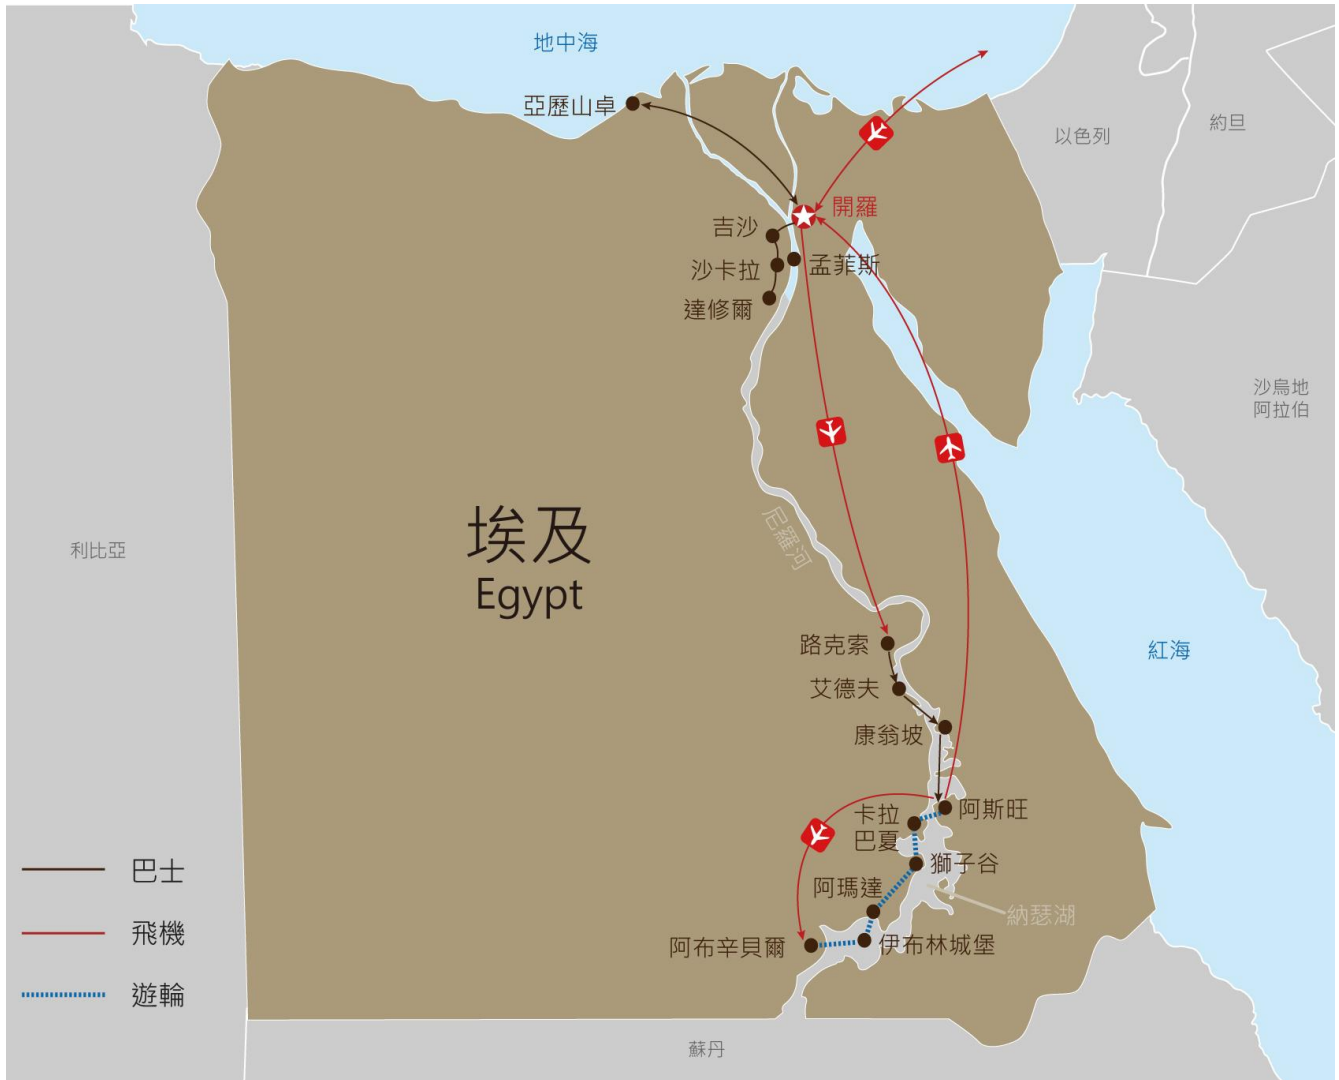 地中海
亞歷山卓
以色列
約旦
開羅
吉沙
沙卡拉
孟菲斯
達修爾
沙烏地
阿拉伯
埃及
Egypt
利比亞
尼羅河
路克索
紅海
艾德夫
康翁坡
阿斯旺
卡拉
巴夏
獅子谷
阿瑪達
納瑟湖
阿布辛貝爾
伊布林城堡
巴士
飛機
遊輪
蘇丹